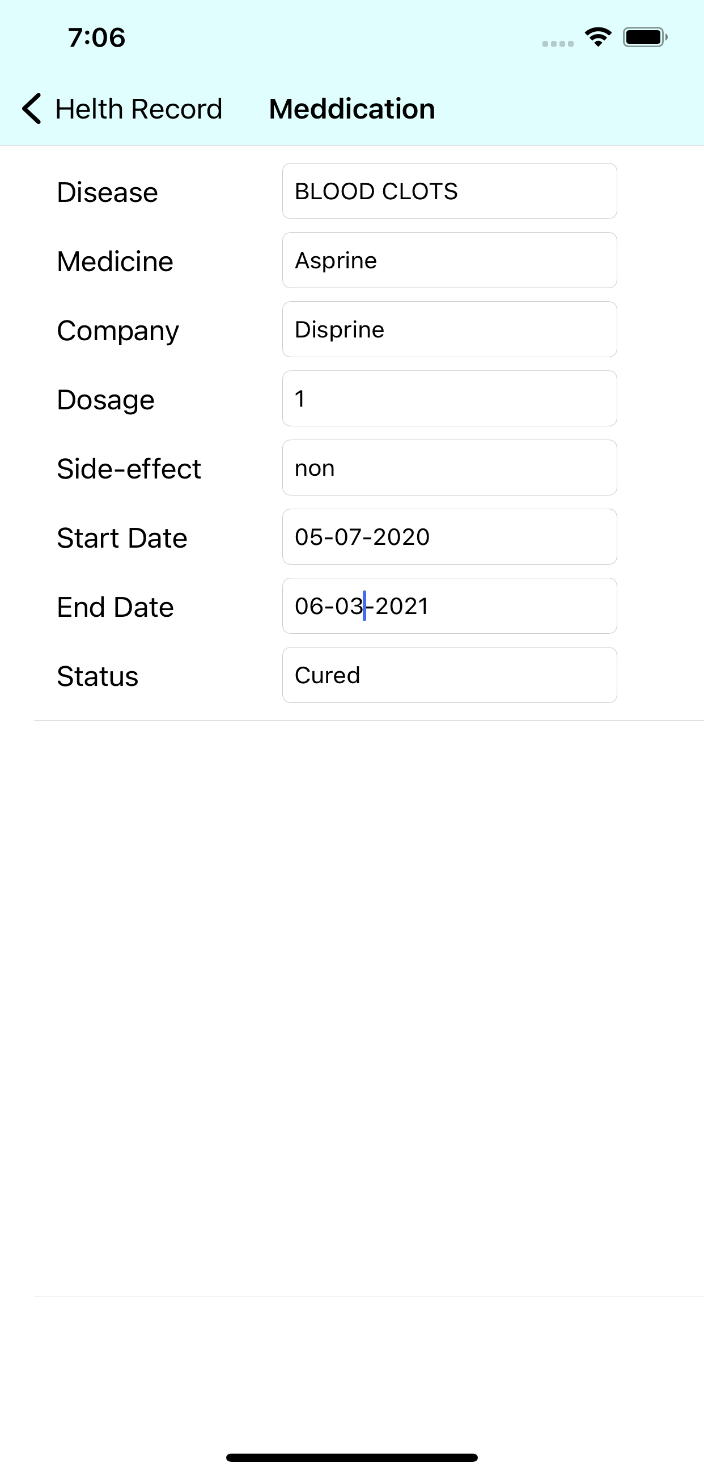 7:06
Helth Record Meddication
Disease BLOOD CLOTS
Medicine Asprine
Company Disprine
Dosage 1
Side-effect non
Start Date 05-07-2020
End Date 06-03-2021
Status Cured